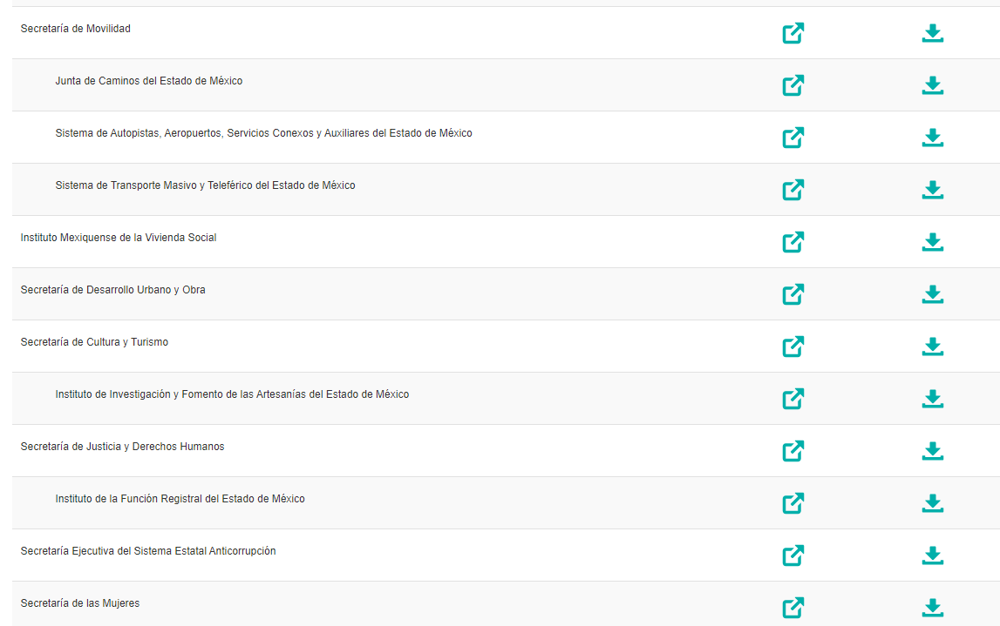 Secretaría de Movilidad
Junta de Caminos del Estado de México
Sistema de Autopistas, Aeropuertos, Servicios Conexos y Auxiliares del Estado de México
Sistema de Transporte Masivo y Teleférico del Estado de México
Instituto Mexiquense de la Vivienda Social
Secretaría de Desarrollo Urbano y Obra
Secretaría de Cultura y Turismo
Instituto de Investigación y Fomento de las Artesanías del Estado de México
Secretaría de Justicia y Derechos Humanos
Instituto de la Función Registral del Estado de México
Secretaría Ejecutiva del Sistema Estatal Anticorrupción
Secretaría de las Mujeres